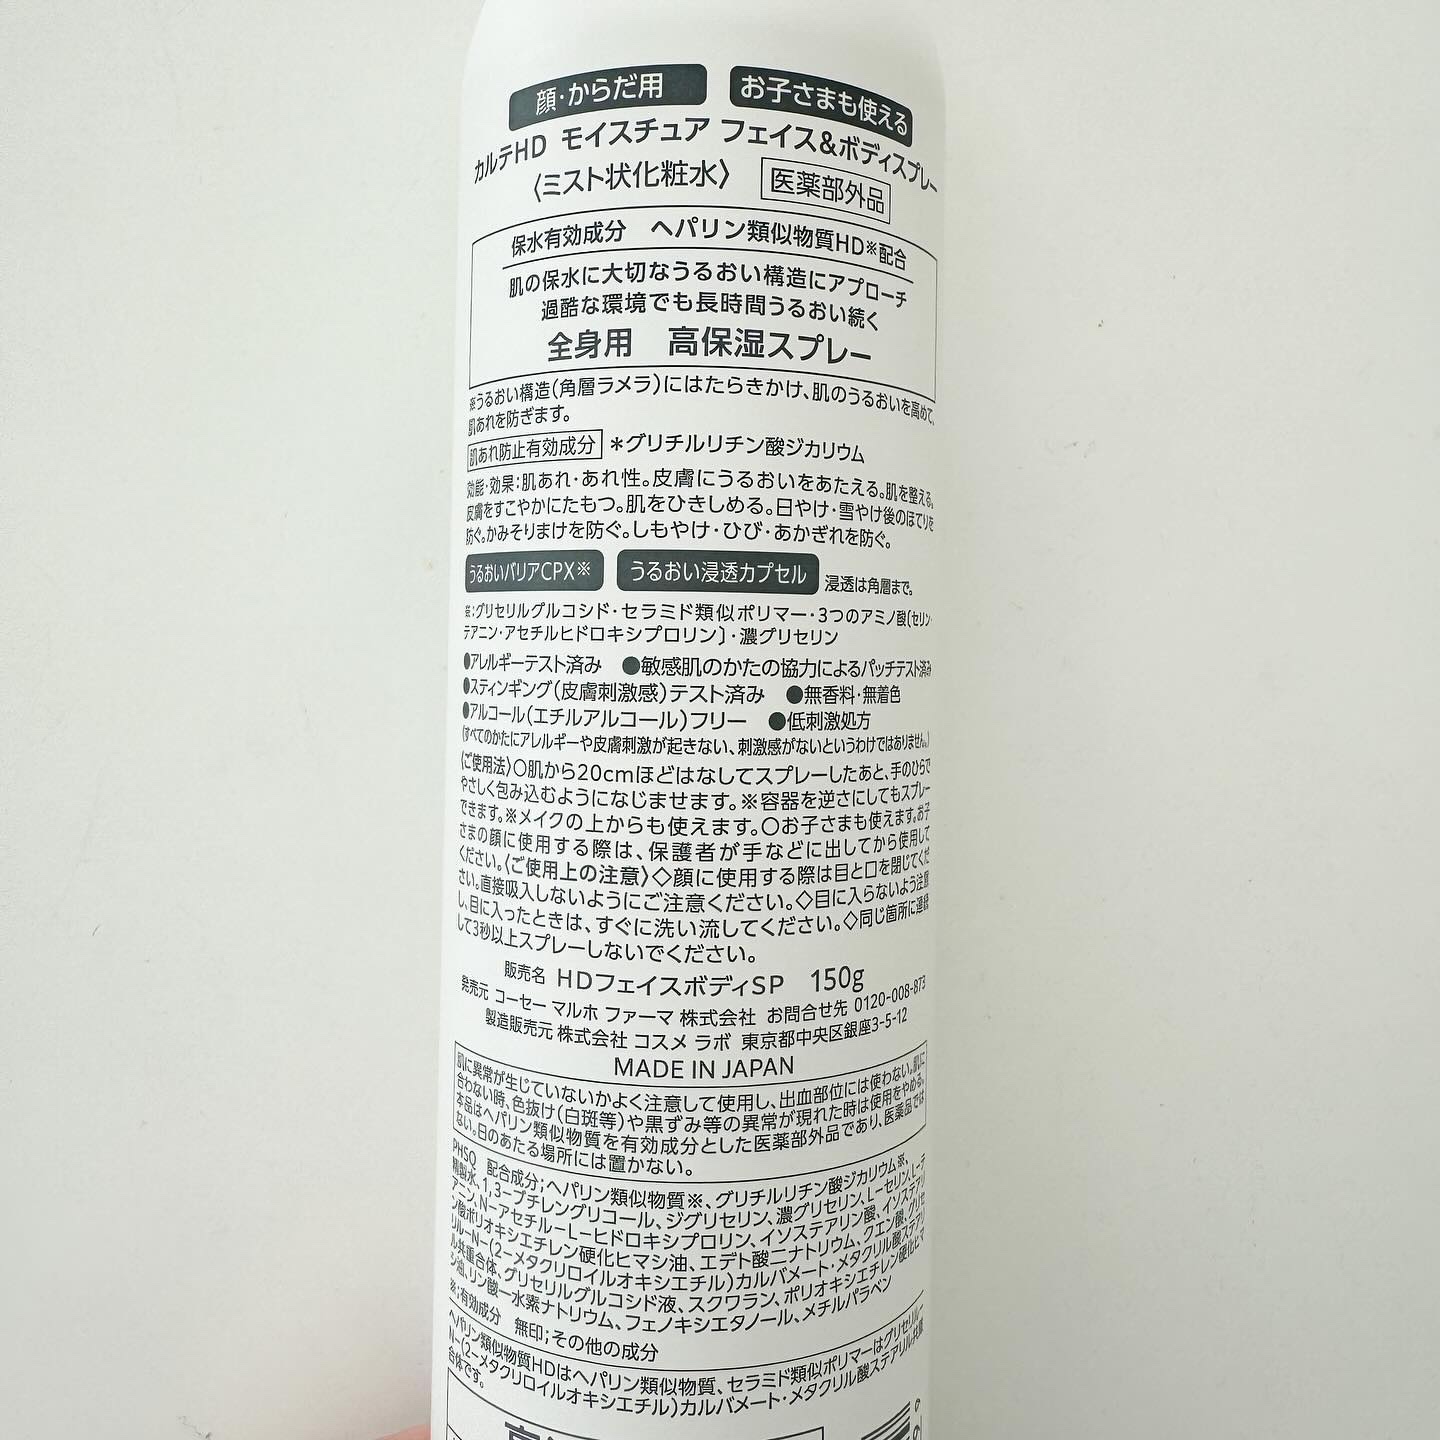 顔・からだ用 お子さまも使える
カルテHD モイスチュア フェイス&ボディスプレー
〈ミスト状化粧水〉 医薬部外品
保水有効成分 ヘパリン類似物質HD※配合
肌の保水に大切なうるおい構造にアプローチ
過酷な環境でも長時間うるおい続く
全身用 高保湿スプレー
※うるおい構造(角層ラメラ)にはたらきかけ、肌のうるおいを高めて、
肌あれを防ぎます。
肌あれ防止有効成分 *グリチルリチン酸ジカリウム
効能・効果:肌あれ・あれ性。皮膚にうるおいをあたえる。肌を整える。
皮膚をすこやかにたもつ。肌をひきしめる。日やけ・雪やけ後のほてりを
防ぐ。かみそりまけを防ぐ。しもやけ・ひび・あかぎれを防ぐ。
うるおいバリアCPX※ うるおい浸透カプセル 浸透は角層まで。
※:グリセリルグルコシド・セラミド類似ポリマー・3つのアミノ酸〔セリン・
テアニン・アセチルヒドロキシプロリン〕・濃グリセリン
●アレルギーテスト済み ●敏感肌のかたの協力によるパッチテスト済み
●スティンギング(皮膚刺激感)テスト済み ●無香料・無着色
●アルコール(エチルアルコール)フリー ●低刺激処方
(すべてのかたにアレルギーや皮膚刺激が起きない、刺激感がないというわけではありません。)
〈ご使用法〉○肌から20cmほどはなしてスプレーしたあと、手のひらで
やさしく包み込むようになじませます。※容器を逆さにしてもスプレー
できます。※メイクの上からも使えます。○お子さまも使えます。お子
さまの顔に使用する際は、保護者が手などに出してから使用して
ください。〈ご使用上の注意〉◇顔に使用する際は目と口を閉じてくだ
さい。直接吸入しないようにご注意ください。◇目に入らないよう注意
し、目に入ったときは、すぐに洗い流してください。◇同じ箇所に連続
して3秒以上スプレーしないでください。
販売名 HDフェイスボディSP 150g
発売元 コーセー マルホ ファーマ 株式会社 お問合せ先 0120-008-873
製造販売元 株式会社 コスメ ラボ 東京都中央区銀座3-5-12
MADE IN JAPAN
肌に異常が生じていないかよく注意して使用し、出血部位には使わない。肌に
合わない時、色抜け(白斑等)や黒ずみ等の異常が現れた時は使用をやめる。
本品はヘパリン類似物質を有効成分とした医薬部外品であり、医薬品では
ない。日のあたる場所には置かない。
PHSQ 配合成分;ヘパリン類似物質※、グリチルリチン酸ジカリウム※、
精製水、1,3-ブチレングリコール、ジグリセリン、濃グリセリン、L-セリン、L-テ
アニン、N-アセチル-L-ヒドロキシプロリン、イソステアリン酸、イソステアリ
ン酸ポリオキシエチレン硬化ヒマシ油、エデト酸二ナトリウム、クエン酸、グリセ
リル-N-(2-メタクリロイルオキシエチル)カルバメート・メタクリル酸ステアリ
ル共重合体、グリセリルグルコシド液、スクワラン、ポリオキシエチレン硬化ヒマ
シ油、リン酸一水素ナトリウム、フェノキシエタノール、メチルパラベン
※;有効成分 無印;その他の成分
ヘパリン類似物質HDはヘパリン類似物質、セラミド類似ポリマーはグリセリル-
N-(2-メタクリロイルオキシエチル)カルバメート・メタクリル酸ステアリル共重
合体です。